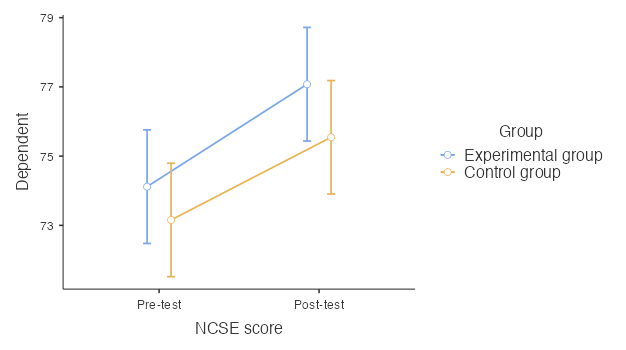 79
77
75
73
Dependent
Pre-test
Post-test
NCSE score
Group
Experimental group
Control group